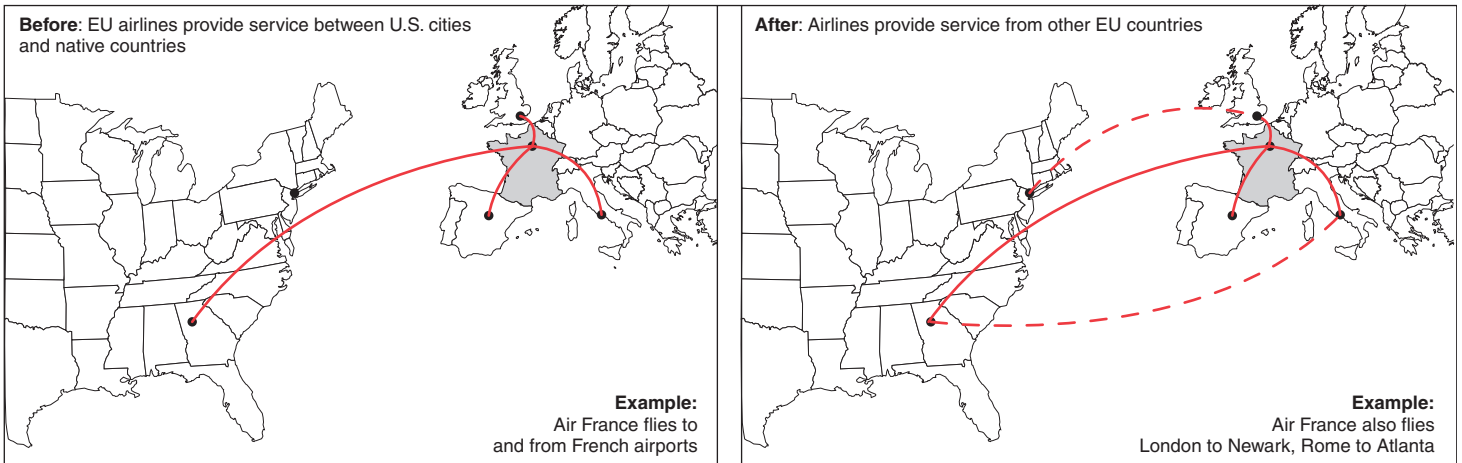 Before: EU airlines provide service between U.S. cities
and native countries
Example:
Air France flies to
and from French airports
After: Airlines provide service from other EU countries
Example:
Air France also flies
London to Newark, Rome to Atlanta